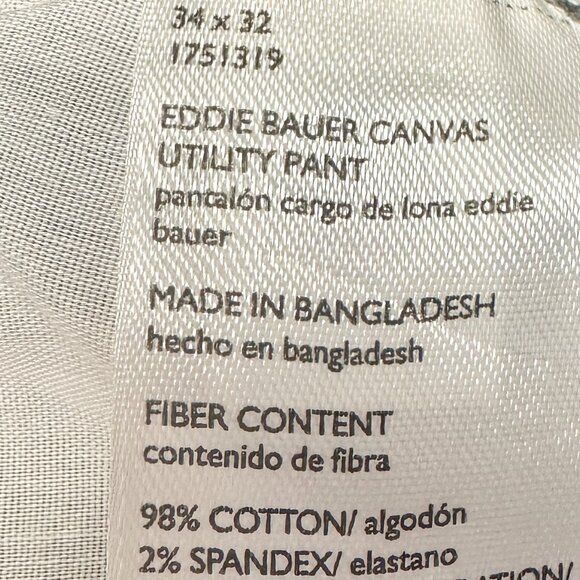 34 x 32
1751319
EDDIE BAUER CANVAS
UTILITY PANT
pantalón cargo de lona eddie
bauer
MADE IN BANGLADESH
hecho en bangladesh
FIBER CONTENT
contenido de fibra
98% COTTON/ algodón
2% SPANDEX/ elastano